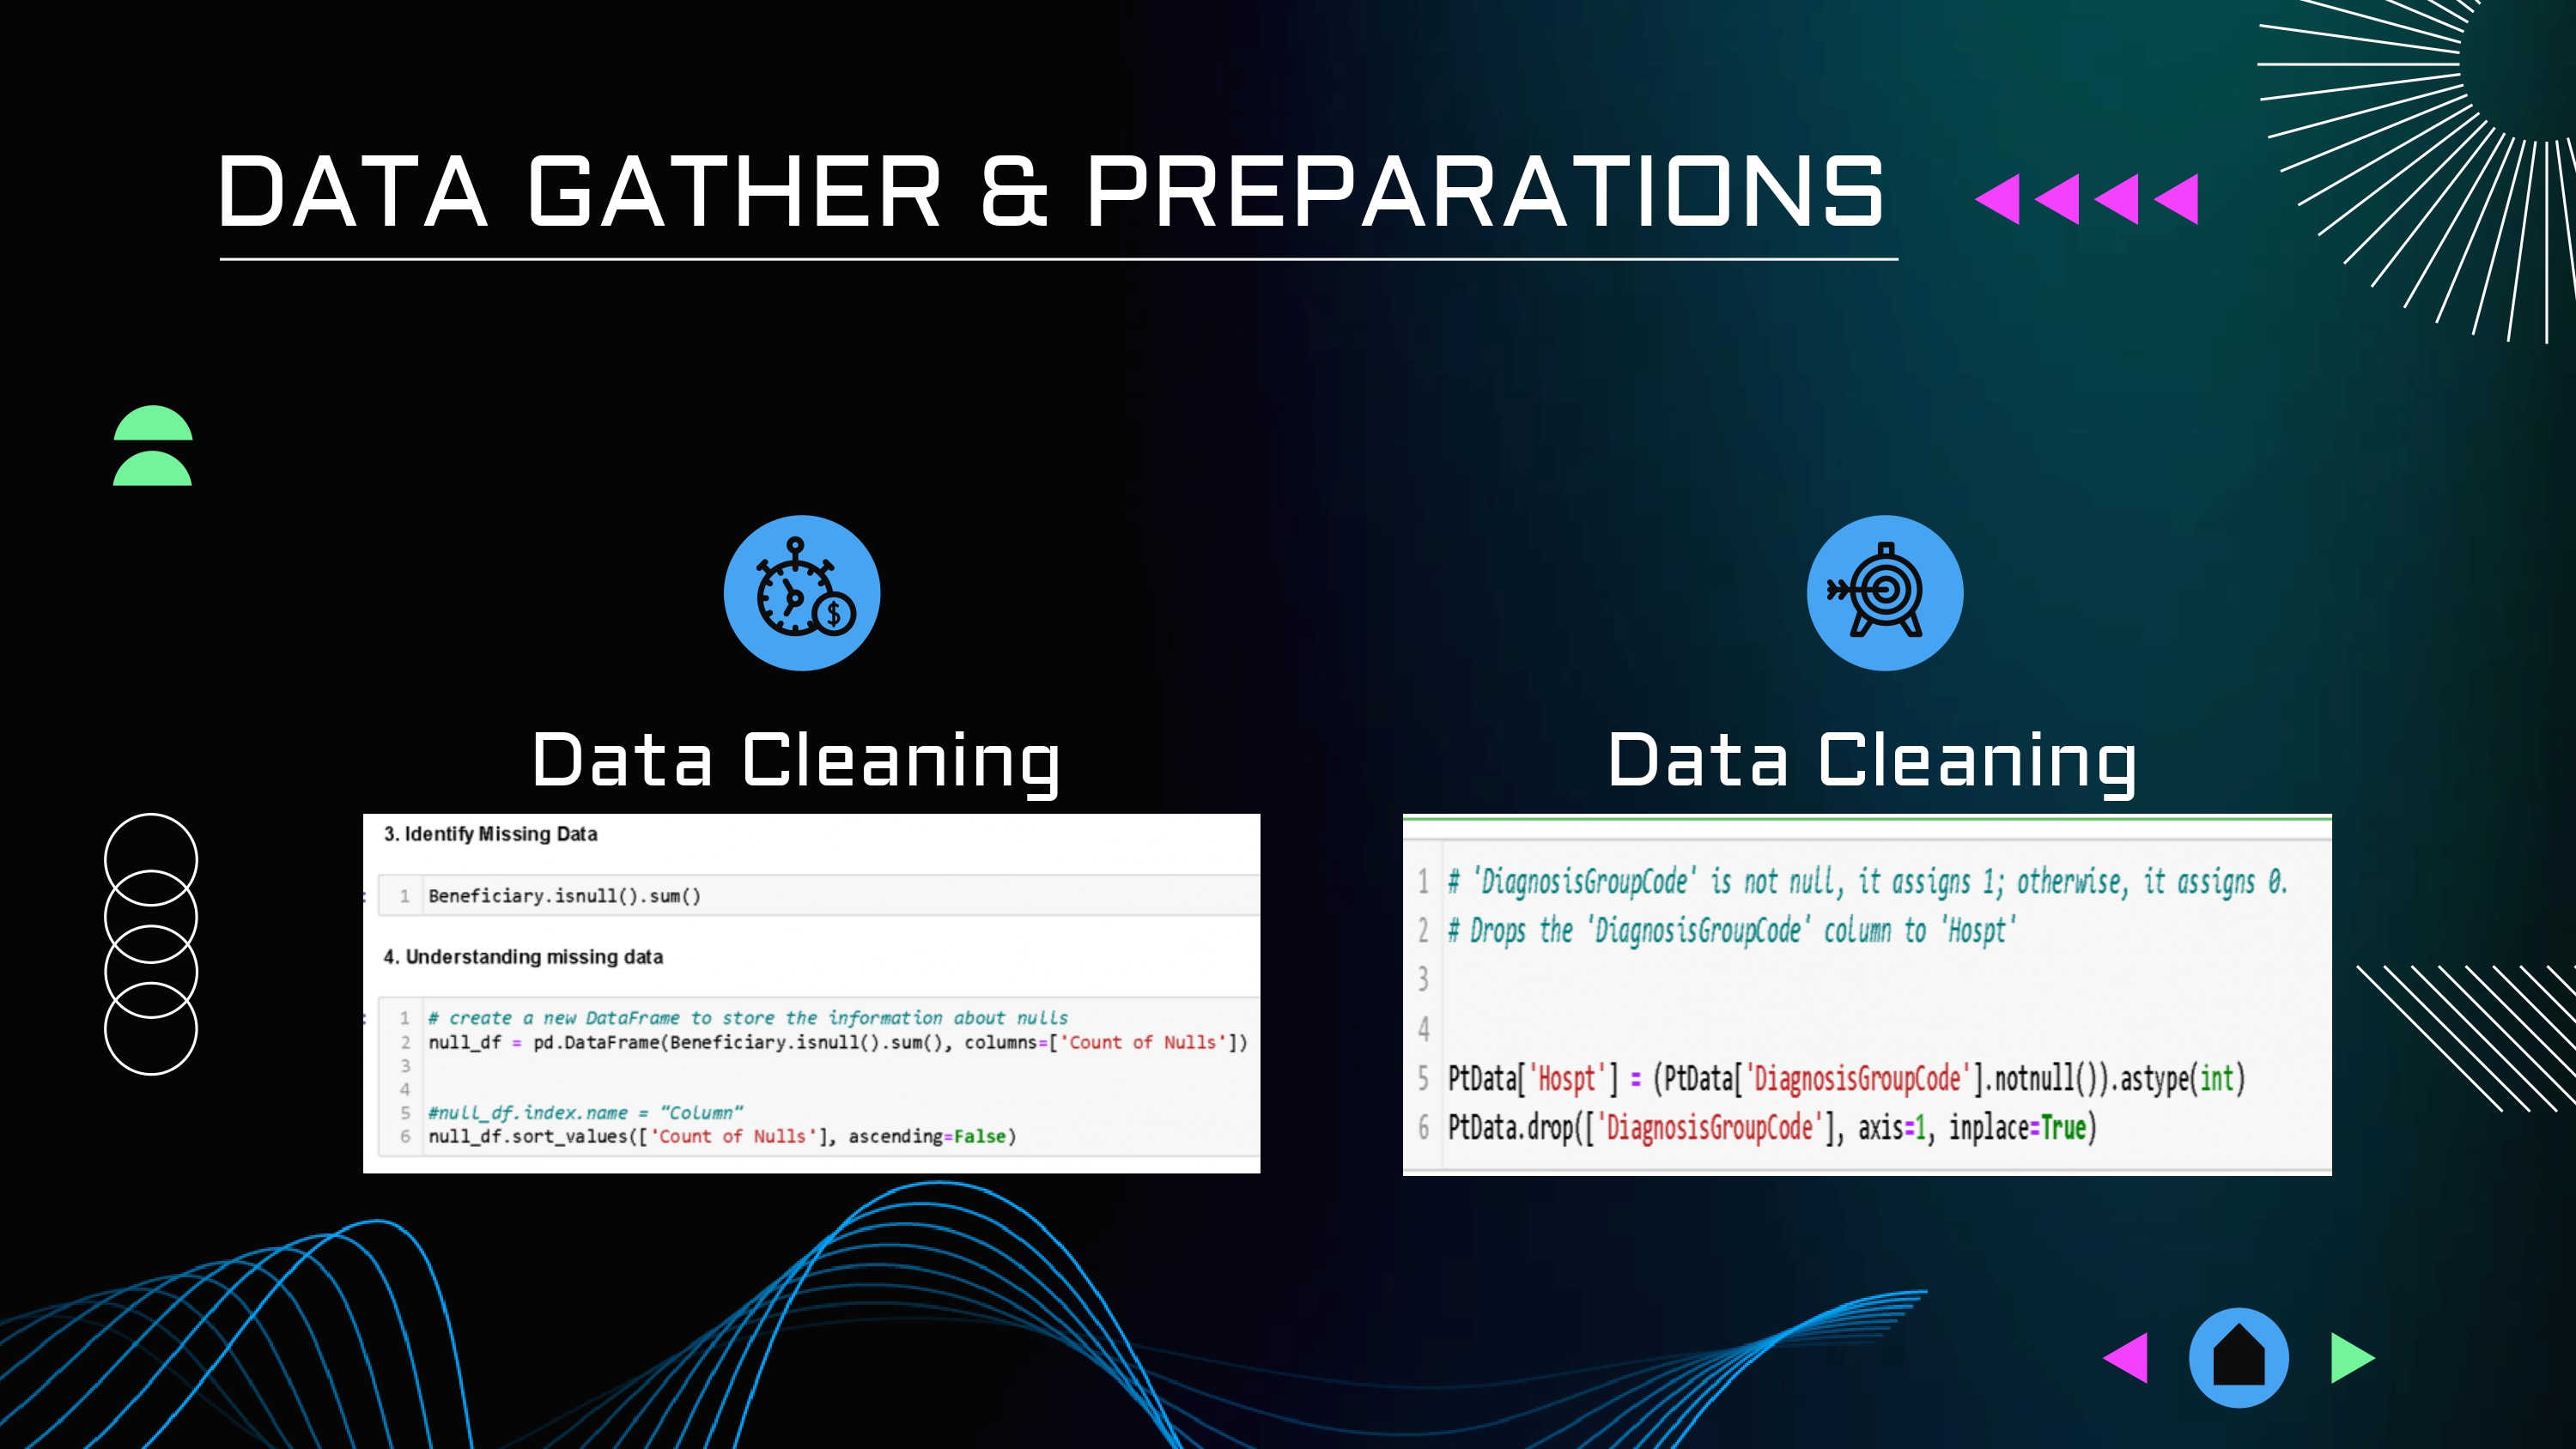 DATA GATHER & PREPARATIONS
$
Data Cleaning
3. Identify Missing Data
1 Beneficiary.isnull().sum()
4. Understanding missing data
1 # create a new DataFrame to store the information about nulls
2 null_df = pd.DataFrame(Beneficiary.isnull().sum(), columns=['Count of Nulls'])
3
4
5 #null_df.index.name = "Column"
6 null_df.sort_values(['Count of Nulls'], ascending=False)
Data Cleaning
1 # 'DiagnosisGroupCode' is not null, it assigns 1; otherwise, it assigns 0.
2 # Drops the 'DiagnosisGroupCode' column to 'Hospt'
3
4
5 PtData['Hospt'] = (PtData['DiagnosisGroupCode'].notnull()).astype(int)
6 PtData.drop(['DiagnosisGroupCode'], axis=1, inplace=True)